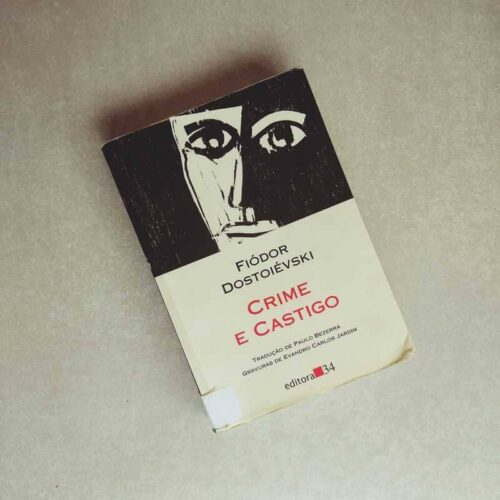 FIÓDOR
DOSTOIÉVSKI
CRIME
E CASTIGO
TRADUÇÃO DE PAULO BEZERRA
GRAVURAS DE EVANDRO CARLOS JARDIM
editora 34